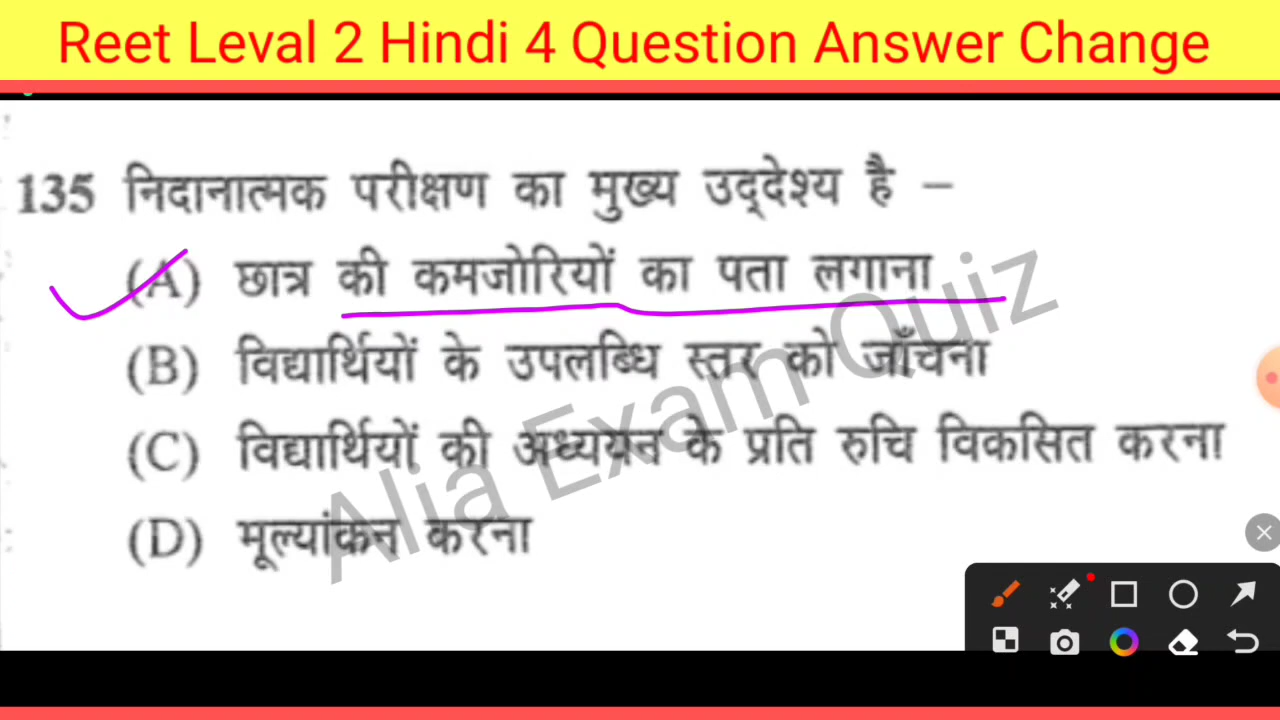 Reet Leval 2 Hindi 4 Question Answer Change
135 निदानात्मक परीक्षण का मुख्य उद्देश्य है –
(A) छात्र की कमजोरियों का पता लगाना
(B) विद्यार्थियों के उपलब्धि स्तर को जाँचना
(C) विद्यार्थियों की अध्ययन के प्रति रुचि विकसित करना
(D) मूल्यांकन करना
Alia Exam Quiz